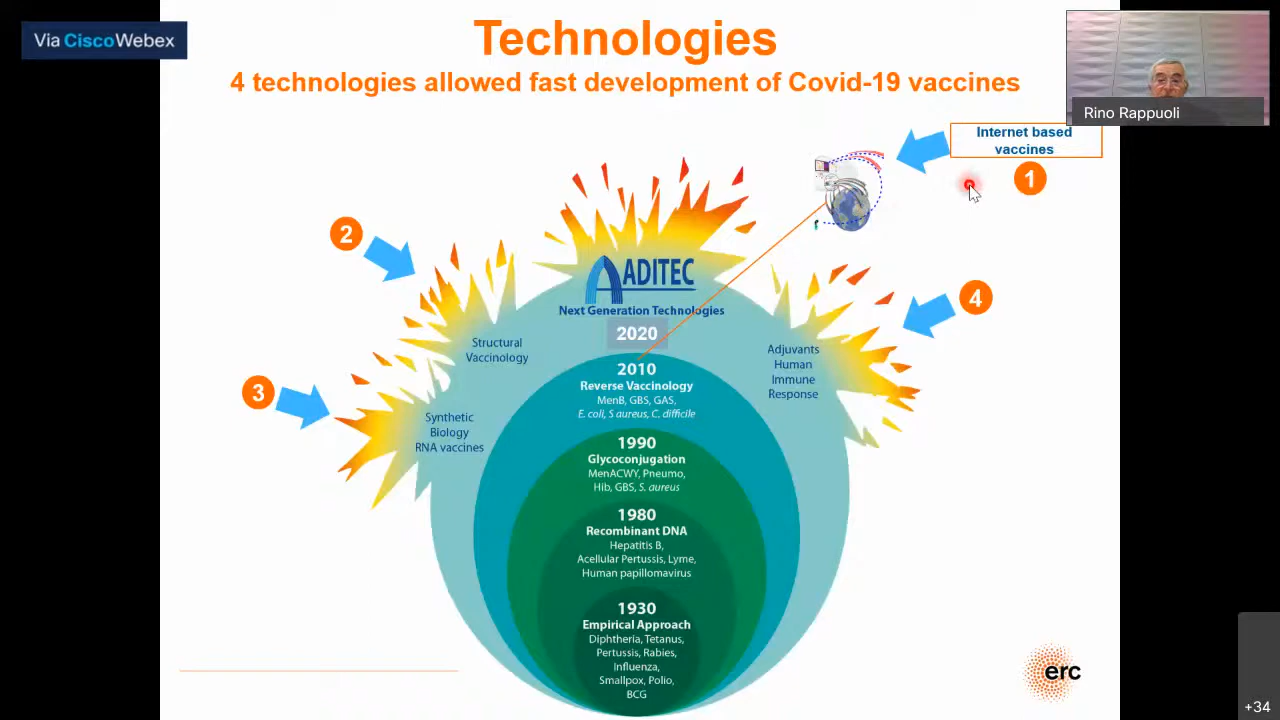 Via CiscoWebex
Technologies
4 technologies allowed fast development of Covid-19 vaccines
Rino Rappuoli
Internet based
vaccines
1
2
3
4
ADITEC
Next Generation Technologies
2020
Structural
Vaccinology
Synthetic
Biology
RNA vaccines
Adjuvants
Human
Immune
Response
2010
Reverse Vaccinology
MenB, GBS, GAS,
E. coli, S aureus, C. difficile
1990
Glycoconjugation
MenACWY, Pneumo,
Hib, GBS, S. aureus
1980
Recombinant DNA
Hepatitis B,
Acellular Pertussis, Lyme,
Human papillomavirus
1930
Empirical Approach
Diphtheria, Tetanus,
Pertussis, Rabies,
Influenza,
Smallpox, Polio,
BCG
erc
+34